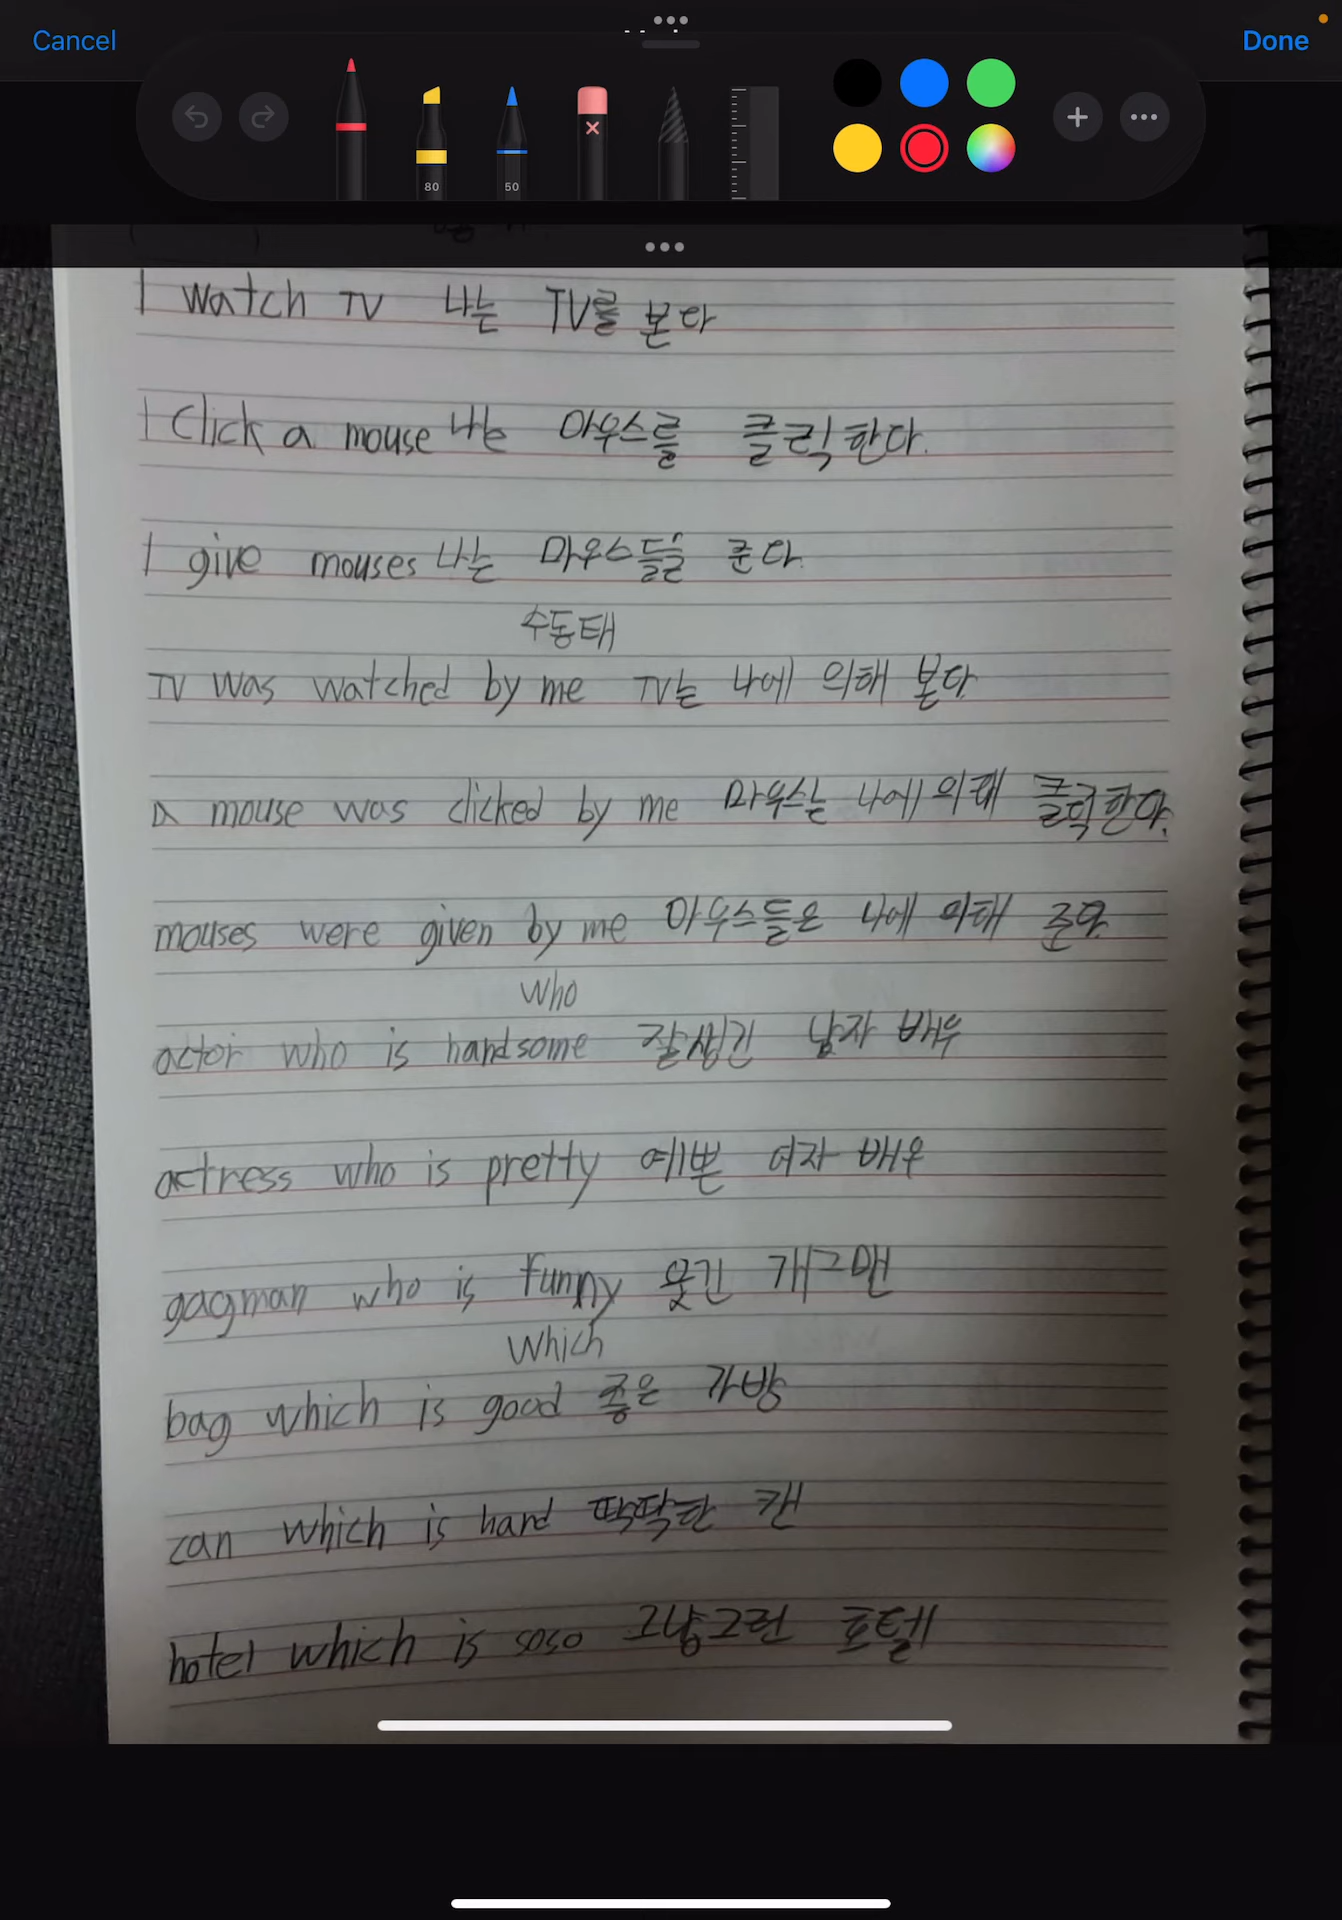 Cancel
Done
80
50
I watch TV 나는 TV를 본다
I click a mouse 나는 마우스를 클릭한다.
I give mouses 나는 마우스들을 준다.
수동태
TV was watched by me TV는 나에 의해 본다
a mouse was clicked by me 마우스는 나에 의해 클릭한다.
mouses were given by me 마우스들은 나에 의해 준다.
who
actor who is handsome 잘생긴 남자 배우
actress who is pretty 예쁜 여자 배우
gagman who is funny 웃긴 개그맨
which
bag which is good 좋은 가방
can which is hard 딱딱한 캔
hotel which is soso 그냥그런 호텔